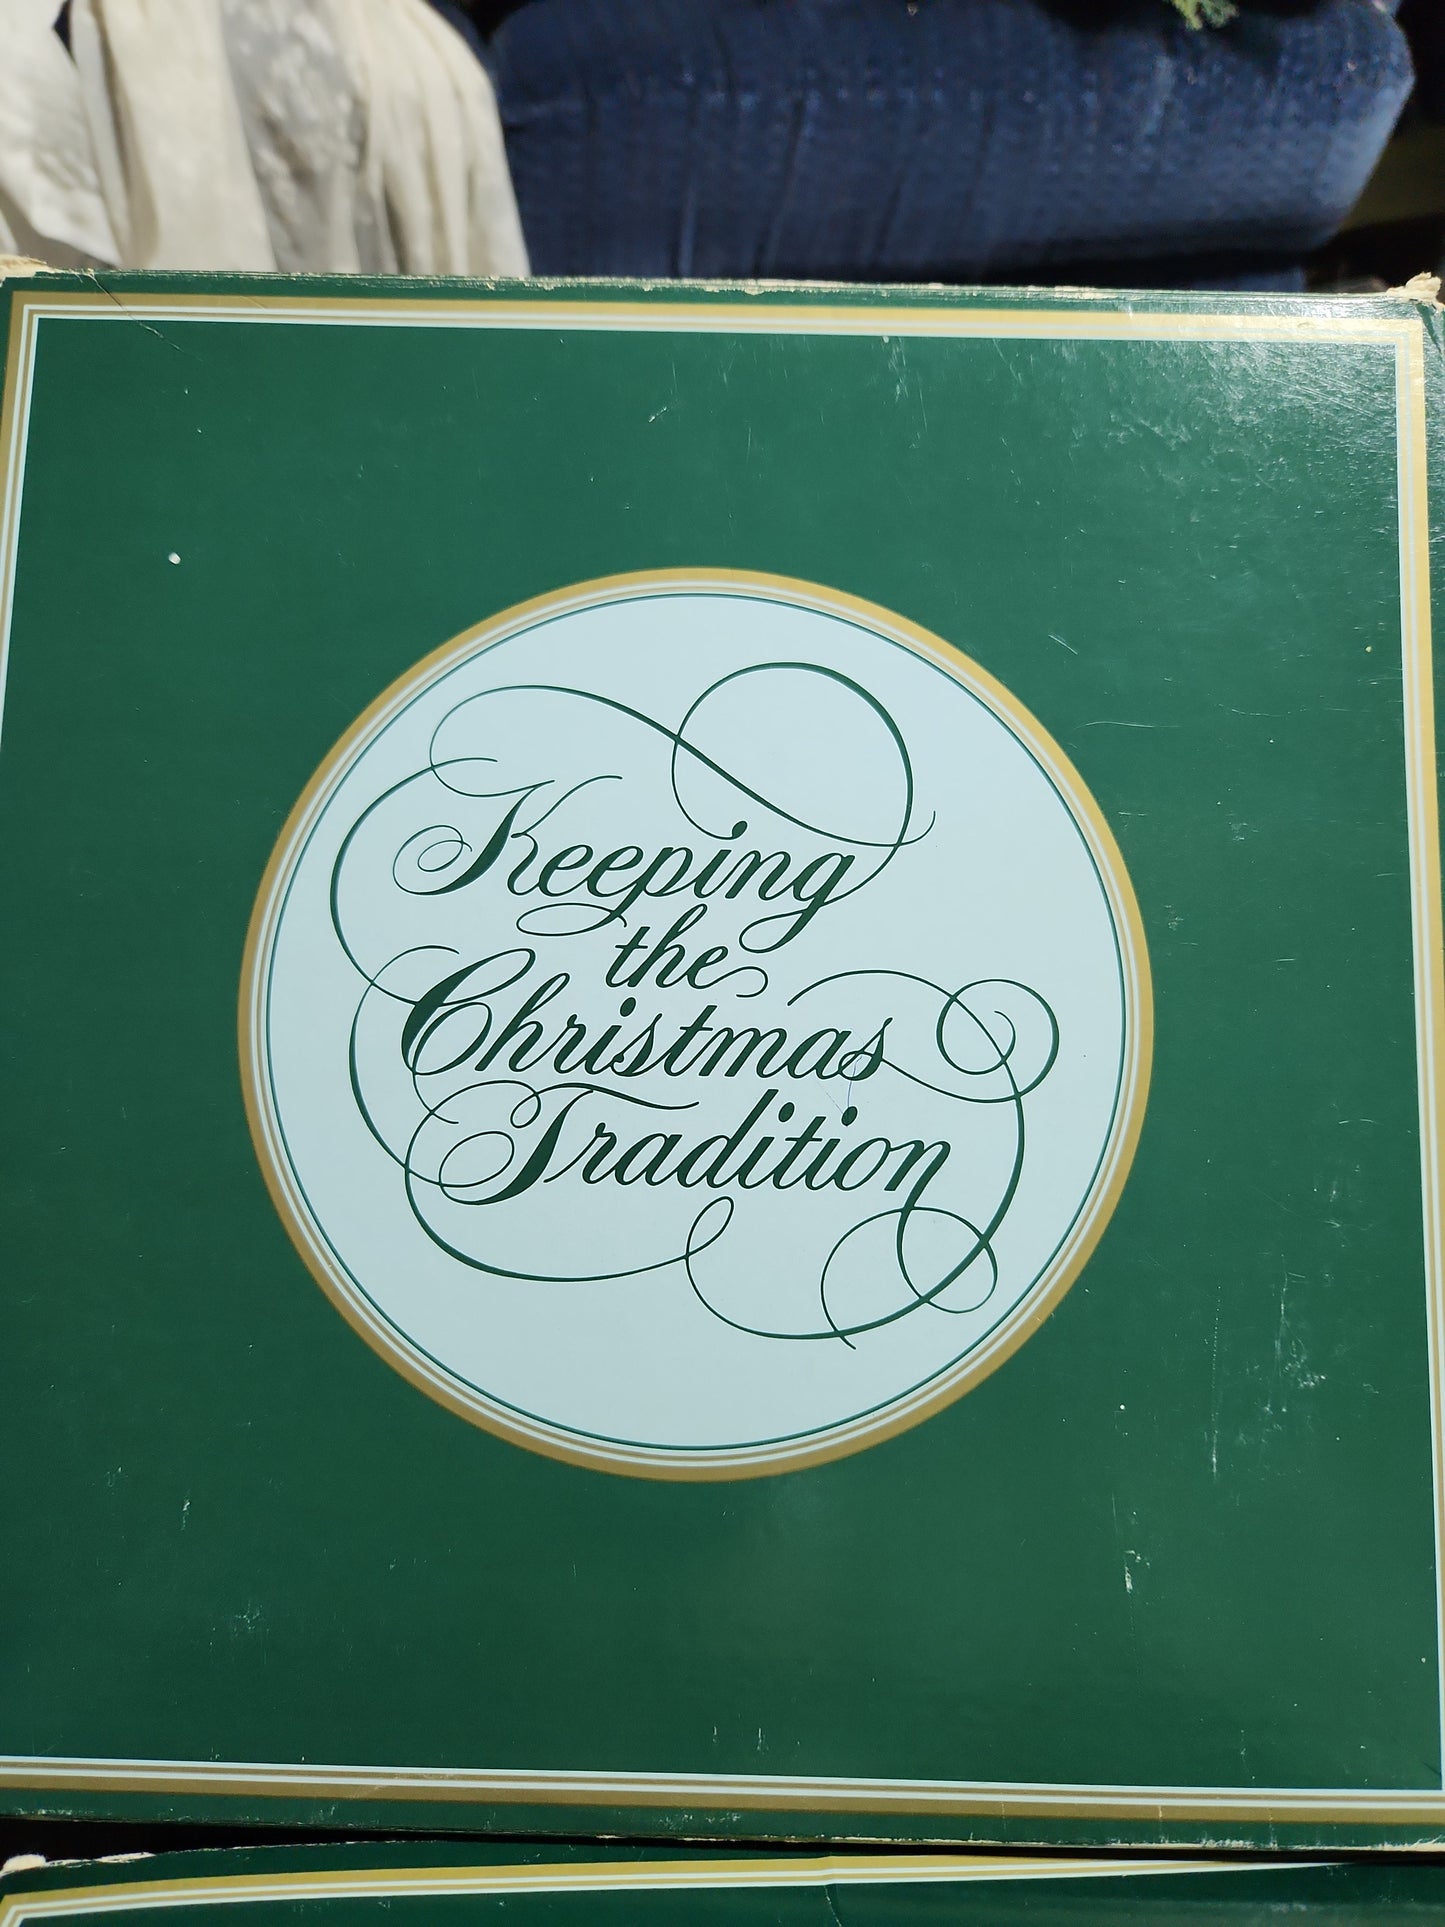 Keeping
the
Christmas
Tradition